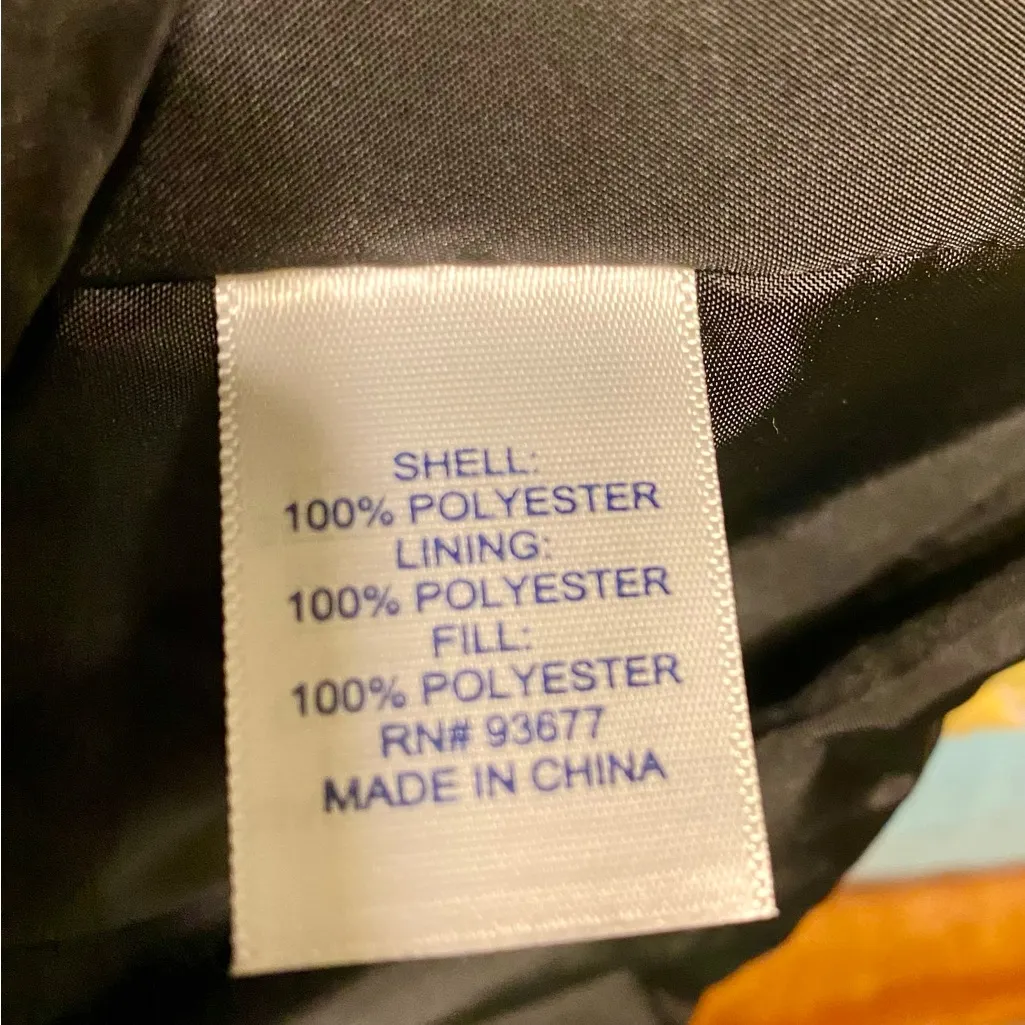 SHELL:
100% POLYESTER
LINING:
100% POLYESTER
FILL:
100% POLYESTER
RN# 93677
MADE IN CHINA